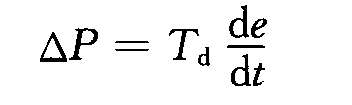 ΔP = T_d de/dt